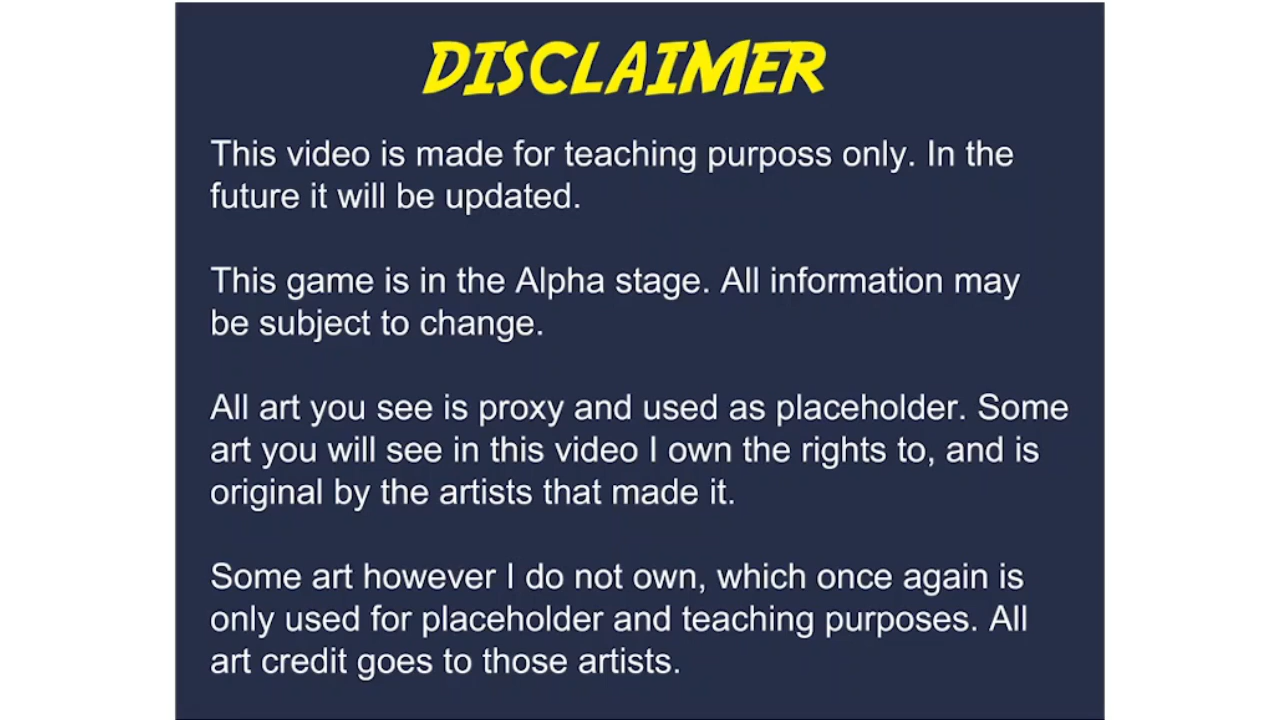 DISCLAIMER
This video is made for teaching purposs only. In the
future it will be updated.
This game is in the Alpha stage. All information may
be subject to change.
All art you see is proxy and used as placeholder. Some
art you will see in this video I own the rights to, and is
original by the artists that made it.
Some art however I do not own, which once again is
only used for placeholder and teaching purposes. All
art credit goes to those artists.